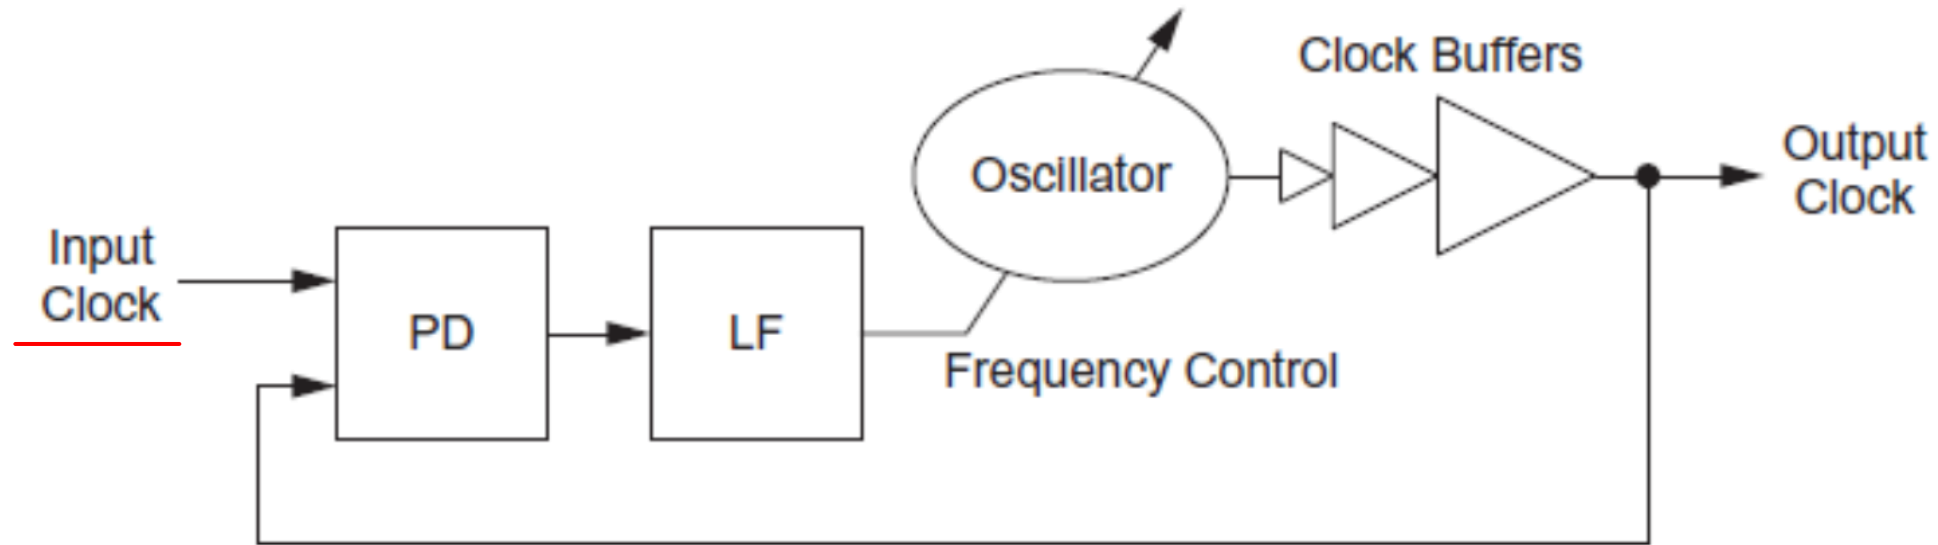 Clock Buffers
Oscillator
Output
Clock
Input
Clock
PD
LF
Frequency Control